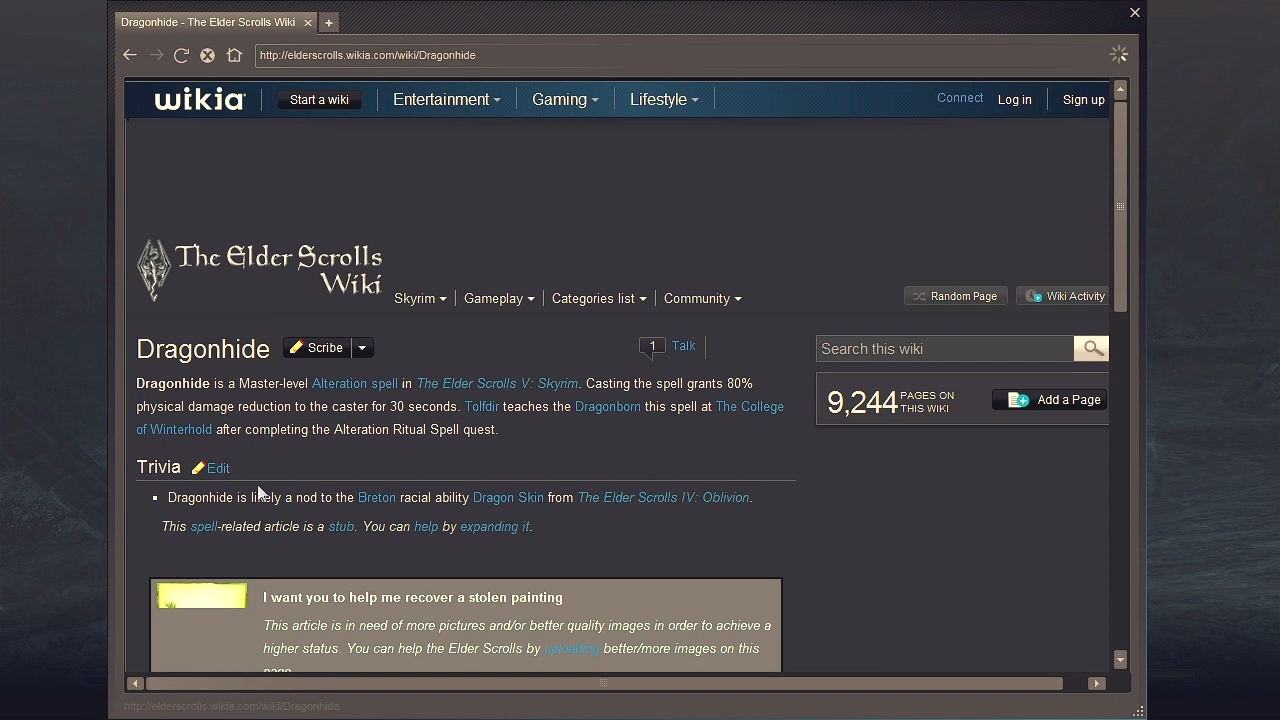 Dragonhide - The Elder Scrolls Wiki
http://elderscrolls.wikia.com/wiki/Dragonhide
wikia Start a wiki Entertainment Gaming Lifestyle Connect Log in Sign up
The Elder Scrolls
Wiki
Skyrim Gameplay Categories list Community Random Page Wiki Activity
Dragonhide Scribe 1 Talk Search this wiki
Dragonhide is a Master-level Alteration spell in The Elder Scrolls V: Skyrim. Casting the spell grants 80%
physical damage reduction to the caster for 30 seconds. Tolfdir teaches the Dragonborn this spell at The College
of Winterhold after completing the Alteration Ritual Spell quest.
9,244 PAGES ON
THIS WIKI
Add a Page
Trivia Edit
Dragonhide is likely a nod to the Breton racial ability Dragon Skin from The Elder Scrolls IV: Oblivion.
This spell-related article is a stub. You can help by expanding it.
I want you to help me recover a stolen painting
This article is in need of more pictures and/or better quality images in order to achieve a
higher status. You can help the Elder Scrolls by uploading better/more images on this
page.
http://elderscrolls.wikia.com/wiki/Dragonhide